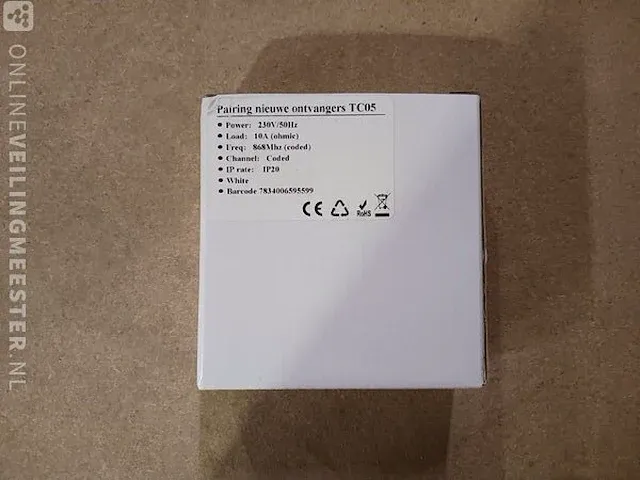 Pairing nieuwe ontvangers TC05
• Power: 230V/50Hz
• Load: 10A (ohmic)
• Freq: 868Mhz (coded)
• Channel: Coded
• IP rate: IP20
• White
• Barcode 7834006595599
CE RoHS
ONLINEVEILINGMEESTER.NL